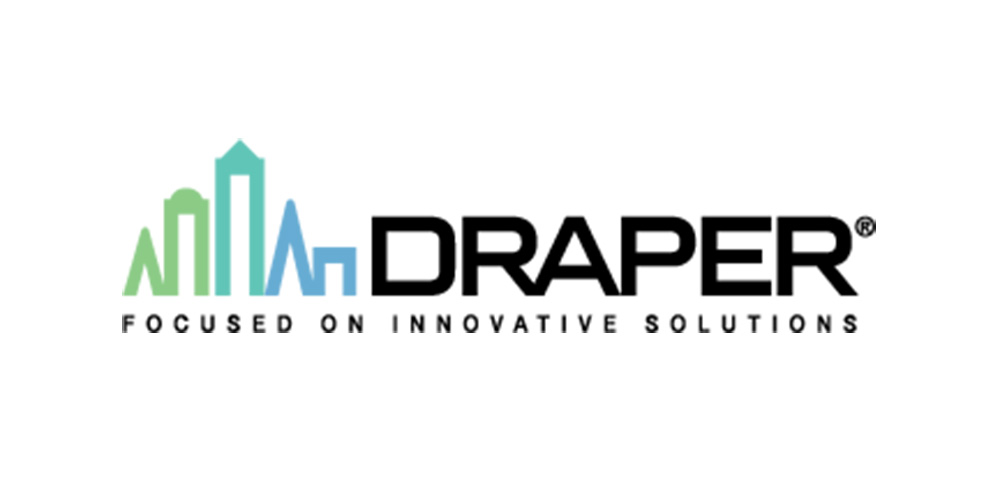 DRAPER®
FOCUSED ON INNOVATIVE SOLUTIONS